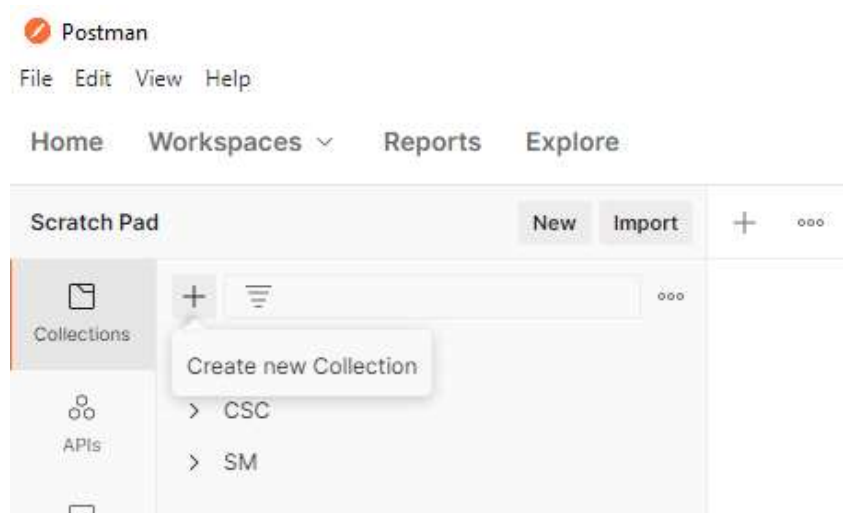 Postman
File Edit View Help
Home Workspaces Reports Explore
Scratch Pad New Import
Collections
Create new Collection
CSC
APIs
SM